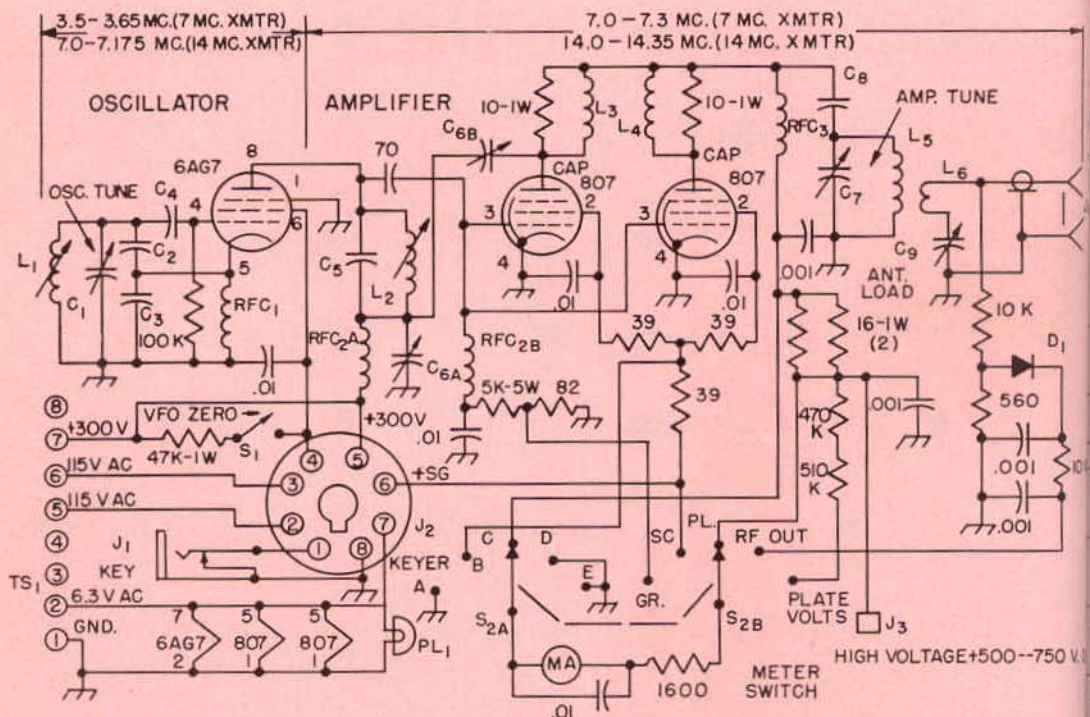 3.5-3.65 MC.(7 MC. XMTR)
7.0-7.175 MC.(14 MC. XMTR)
7.0-7.3 MC.(7 MC. XMTR)
14.0-14.35 MC.(14 MC. XMTR)
OSCILLATOR
AMPLIFIER
10-1W
L3
L4
10-1W
RFC3
C8
AMP. TUNE
L5
L6
C6B
70
CAP
CAP
6AG7
8
1
6
807
807
OSC. TUNE
C4
4
5
3
2
3
2
4
4
C7
C9
L1
C1
C2
C3
100K
RFC1
.01
C5
L2
RFC2A
C6A
RFC2B
.01
.01
.001
ANT. LOAD
39
39
39
16-1W
(2)
10 K
D1
560
.001
.001
.001
5K-5W
82
.01
470
K
510
K
8
7
+300V
VFO ZERO
47K-1W
S1
+300V
6
115V AC
5
115 V AC
4
3
2
6.3 V AC
1
GND.
TS1
J1
KEY
4
5
3
6
2
7
1
8
+SG
J2
KEYER
A
B
C
D
E
GR.
SC
PL.
RF OUT
S2A
S2B
PLATE
VOLTS
J3
7
6AG7
2
5
807
1
5
807
1
PL1
MA
.01
1600
METER
SWITCH
HIGH VOLTAGE+500--750 V.